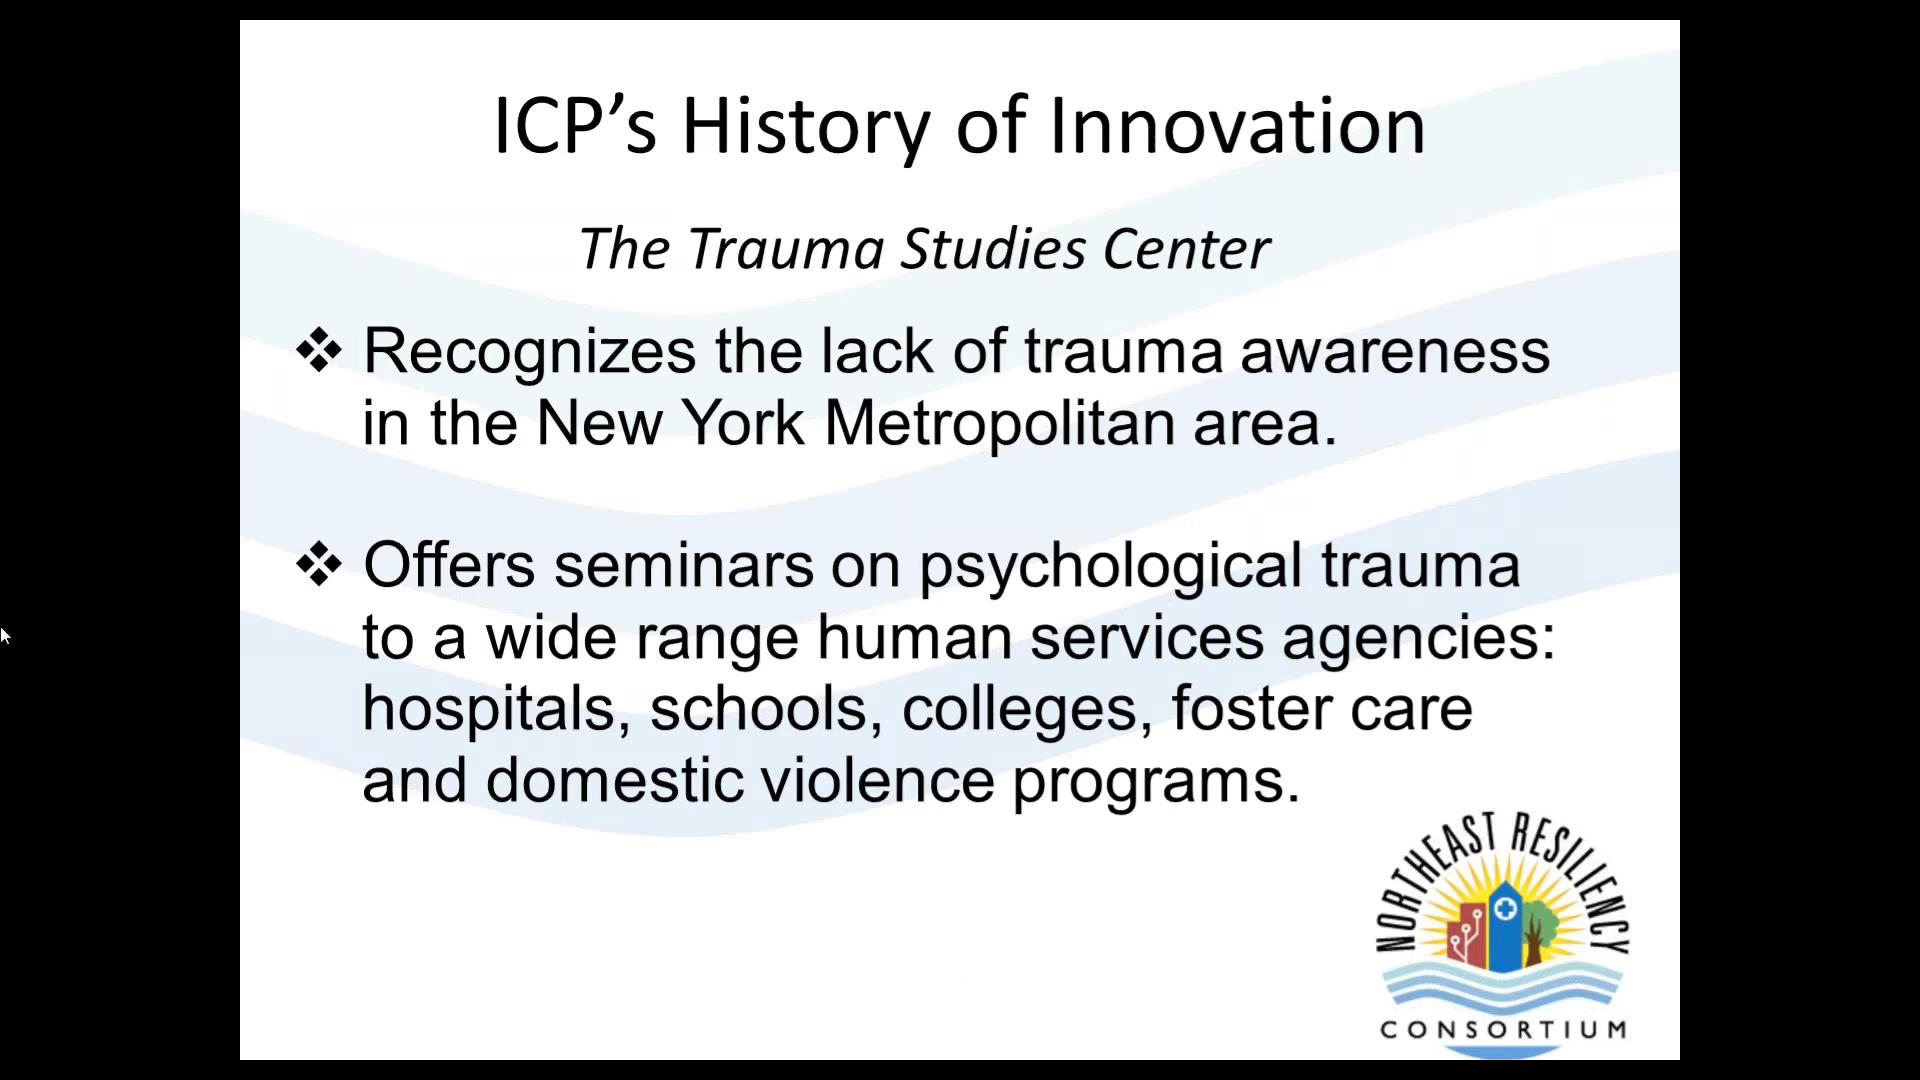 ICP’s History of Innovation
The Trauma Studies Center
❖ Recognizes the lack of trauma awareness
in the New York Metropolitan area.
❖ Offers seminars on psychological trauma
to a wide range human services agencies:
hospitals, schools, colleges, foster care
and domestic violence programs.
NORTHEAST RESILIENCY
CONSORTIUM